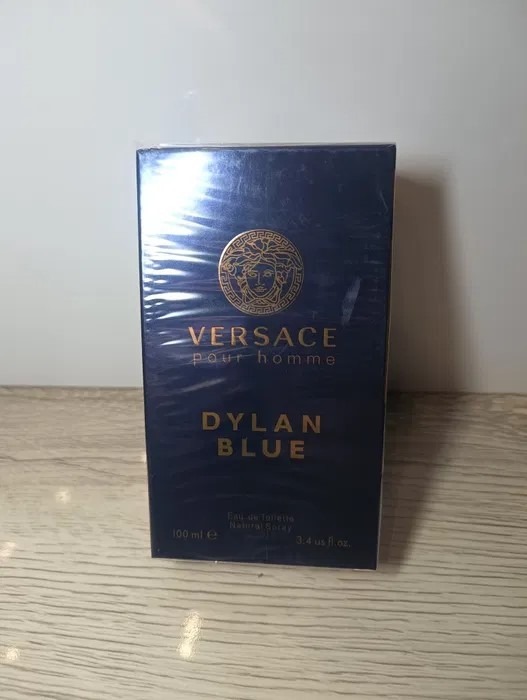 VERSACE
pour homme
DYLAN
BLUE
Eau de Toilette
Natural Spray
100 ml ℮ 3.4 us fl.oz.